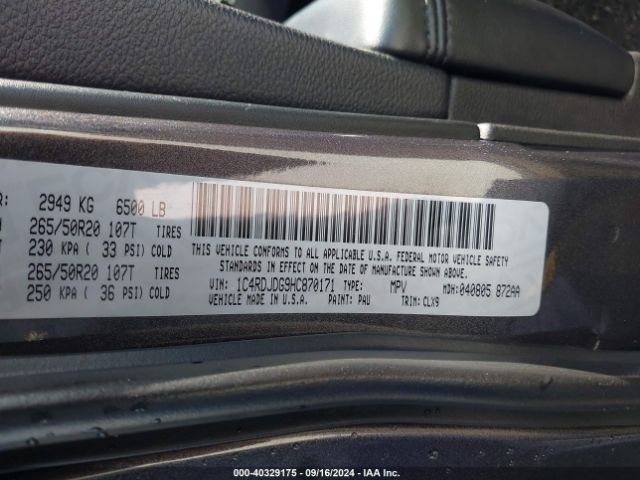 R: 2949 KG 6500 LB
265/50R20 107T TIRES
230 KPA ( 33 PSI) COLD
265/50R20 107T TIRES
250 KPA ( 36 PSI) COLD
THIS VEHICLE CONFORMS TO ALL APPLICABLE U.S.A. FEDERAL MOTOR VEHICLE SAFETY
STANDARDS IN EFFECT ON THE DATE OF MANUFACTURE SHOWN ABOVE.
VIN: 1C4RDJDG9HC870171 TYPE: MPV MDH: 040805 872AA
VEHICLE MADE IN U.S.A. PAINT: PAU TRIM: CLX9
000-40329175 - 09/16/2024 - IAA Inc.